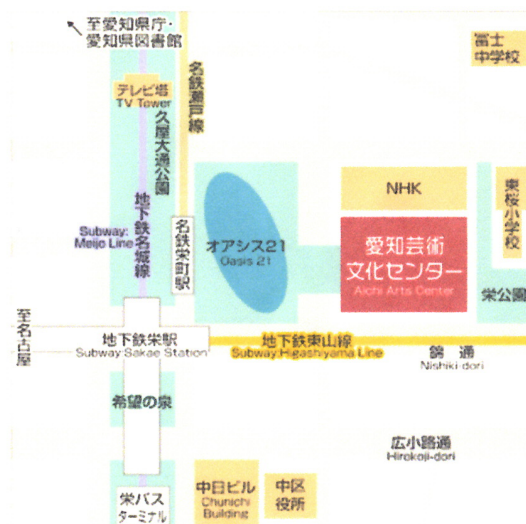 至愛知県庁・
愛知県図書館
冨士
中学校
テレビ塔
TV Tower
久屋大通公園
名鉄瀬戸線
地下鉄名城線
Subway:
Meijo Line
名鉄栄町駅
オアシス21
Oasis 21
NHK
愛知芸術
文化センター
Aichi Arts Center
東桜小学校
栄公園
至名古屋
地下鉄栄駅
Subway:Sakae Station
地下鉄東山線
Subway:Higashiyama Line
錦通
Nishiki-dori
希望の泉
広小路通
Hirokoji-dori
栄バス
ターミナル
中日ビル
Chunichi
Building
中区
役所